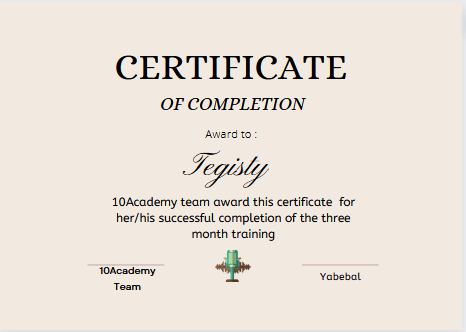 CERTIFICATE
OF COMPLETION
Award to :
Tegisty
10Academy team award this certificate for
her/his successful completion of the three
month training
10Academy
Team
Yabebal